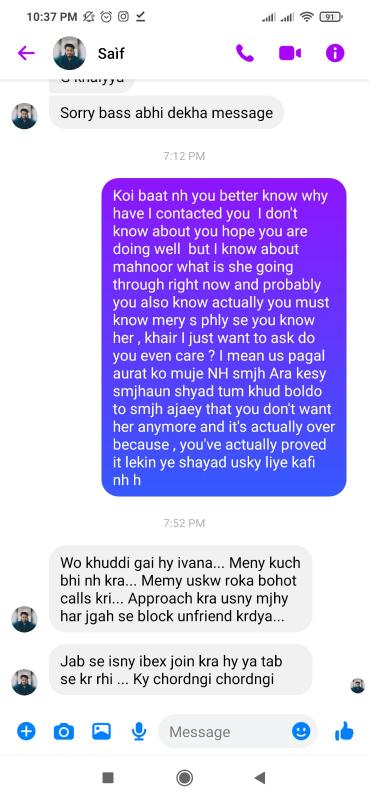 10:37 PM
91
Saif
G khaiyya
Sorry bass abhi dekha message
7:12 PM
Koi baat nh you better know why
have I contacted you I don't
know about you hope you are
doing well but I know about
mahnoor what is she going
through right now and probably
you also know actually you must
know mery s phly se you know
her , khair I just want to ask do
you even care ? I mean us pagal
aurat ko muje NH smjh Ara kesy
smjhaun shyad tum khud boldo
to smjh ajaey that you don't want
her anymore and it's actually over
because , you've actually proved
it lekin ye shayad usky liye kafi
nh h
7:52 PM
Wo khuddi gai hy ivana... Meny kuch
bhi nh kra... Memy uskw roka bohot
calls kri... Approach kra usny mjhy
har jgah se block unfriend krdya...
Jab se isny ibex join kra hy ya tab
se kr rhi ... Ky chordngi chordngi
Message